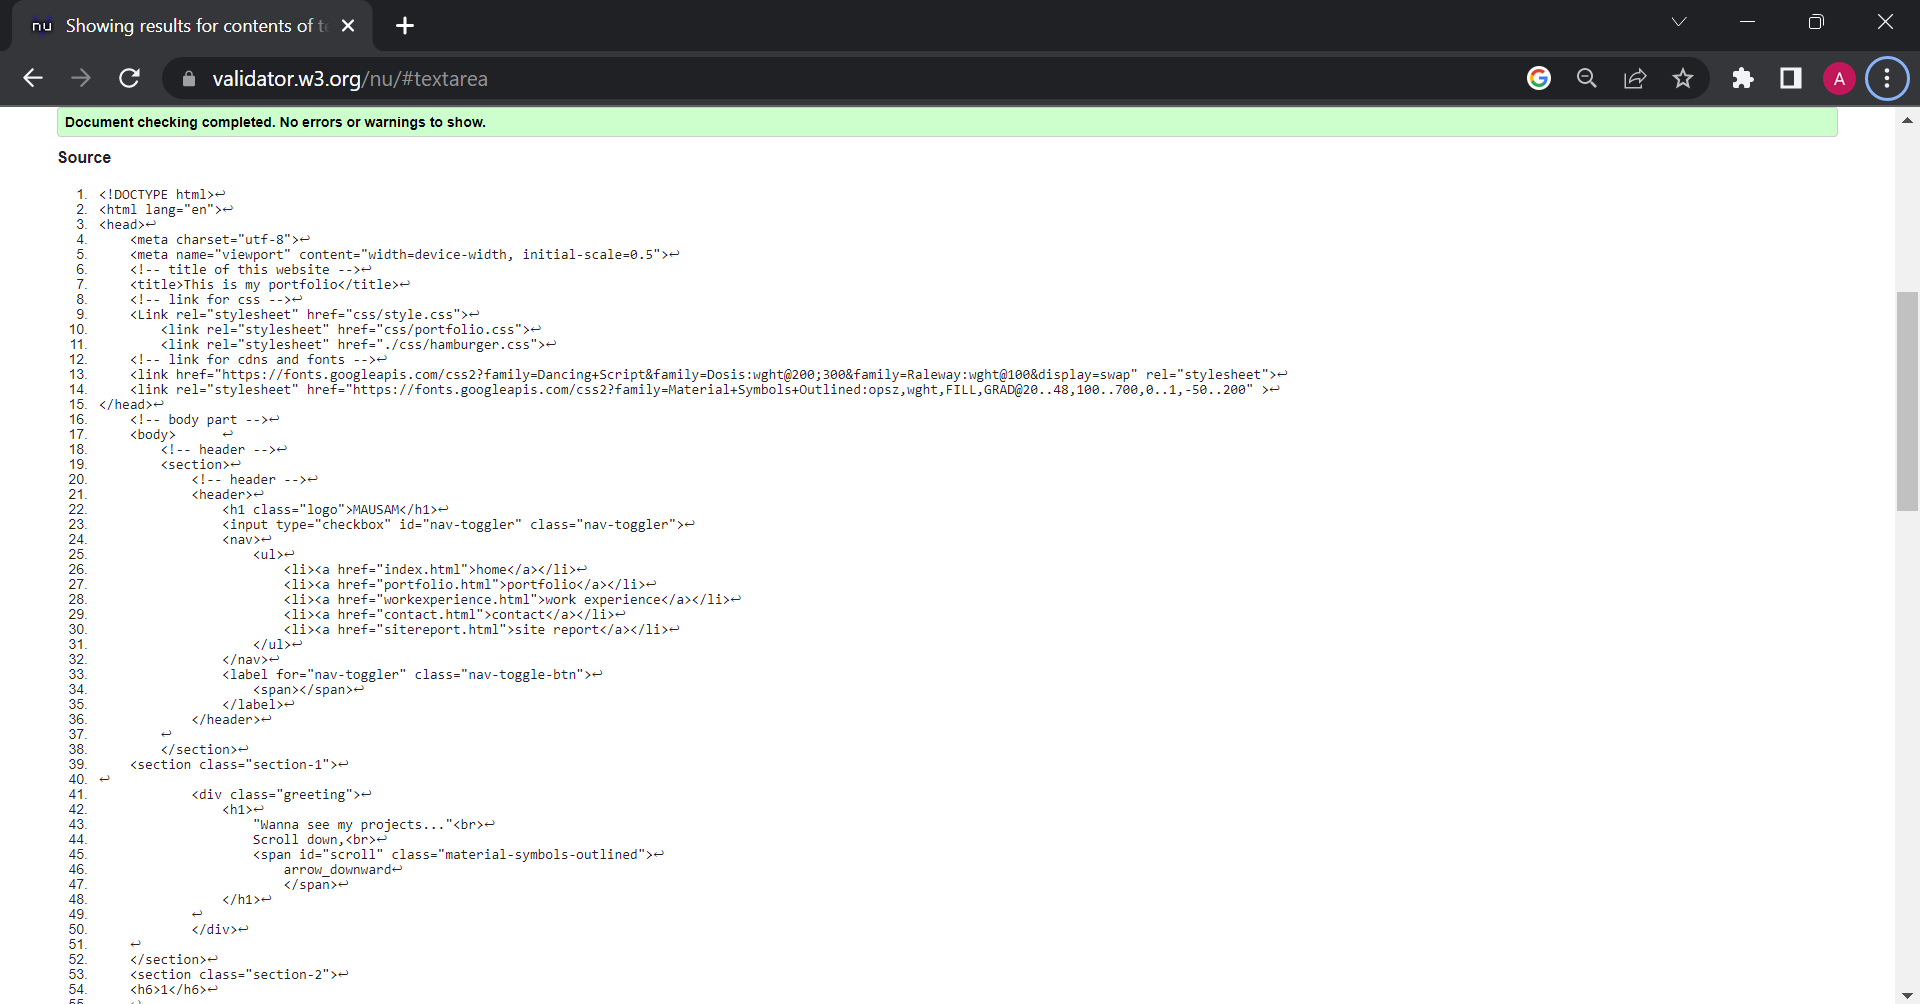 nu Showing results for contents of te
validator.w3.org/nu/#textarea
A
Document checking completed. No errors or warnings to show.
Source
1. <!DOCTYPE html>↩
2. <html lang="en">↩
3. <head>↩
4.     <meta charset="utf-8">↩
5.     <meta name="viewport" content="width=device-width, initial-scale=0.5">↩
6.     <!-- title of this website -->↩
7.     <title>This is my portfolio</title>↩
8.     <!-- link for css -->↩
9.     <Link rel="stylesheet" href="css/style.css">↩
10.         <link rel="stylesheet" href="css/portfolio.css">↩
11.         <link rel="stylesheet" href="./css/hamburger.css">↩
12.     <!-- link for cdns and fonts -->↩
13.     <link href="https://fonts.googleapis.com/css2?family=Dancing+Script&family=Dosis:wght@200;300&family=Raleway:wght@100&display=swap" rel="stylesheet">↩
14.     <link rel="stylesheet" href="https://fonts.googleapis.com/css2?family=Material+Symbols+Outlined:opsz,wght,FILL,GRAD@20..48,100..700,0..1,-50..200" >↩
15. </head>↩
16.     <!-- body part -->↩
17.     <body>      ↩
18.         <!-- header -->↩
19.         <section>↩
20.             <!-- header -->↩
21.             <header>↩
22.                 <h1 class="logo">MAUSAM</h1>↩
23.                 <input type="checkbox" id="nav-toggler" class="nav-toggler">↩
24.                 <nav>↩
25.                     <ul>↩
26.                         <li><a href="index.html">home</a></li>↩
27.                         <li><a href="portfolio.html">portfolio</a></li>↩
28.                         <li><a href="workexperience.html">work experience</a></li>↩
29.                         <li><a href="contact.html">contact</a></li>↩
30.                         <li><a href="sitereport.html">site report</a></li>↩
31.                     </ul>↩
32.                 </nav>↩
33.                 <label for="nav-toggler" class="nav-toggle-btn">↩
34.                     <span></span>↩
35.                 </label>↩
36.             </header>↩
37.         ↩
38.         </section>↩
39.     <section class="section-1">↩
40. ↩
41.             <div class="greeting">↩
42.                 <h1>↩
43.                     "Wanna see my projects..."<br>↩
44.                     Scroll down,<br>↩
45.                     <span id="scroll" class="material-symbols-outlined">↩
46.                         arrow_downward↩
47.                         </span>↩
48.                 </h1>↩
49.             ↩
50.             </div>↩
51.     ↩
52.     </section>↩
53.     <section class="section-2">↩
54.     <h6>1</h6>↩
55.     ↩